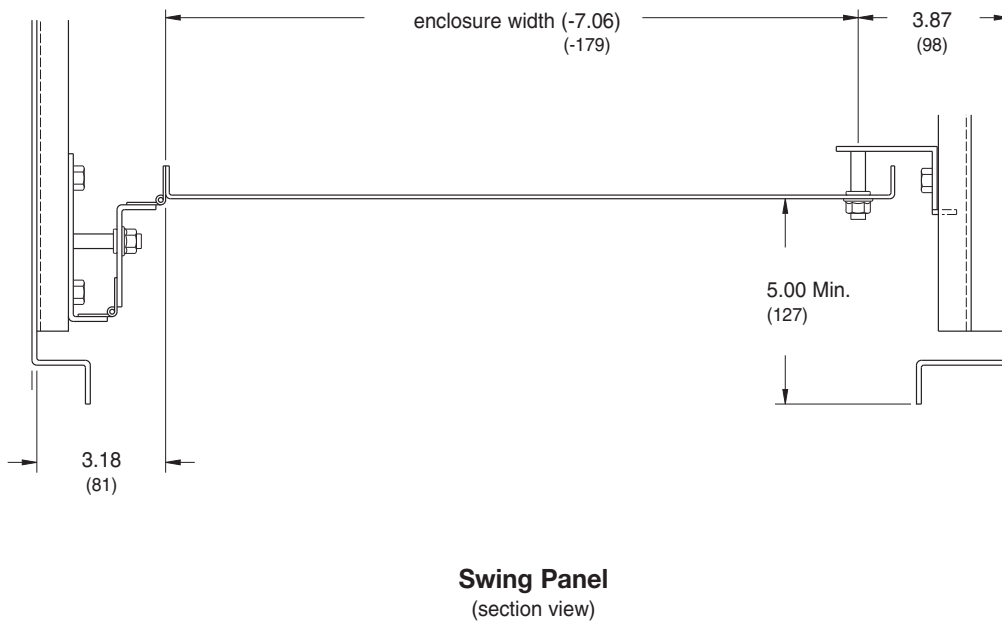 enclosure width (-7.06)
(-179)
3.87
(98)
5.00 Min.
(127)
3.18
(81)
Swing Panel
(section view)